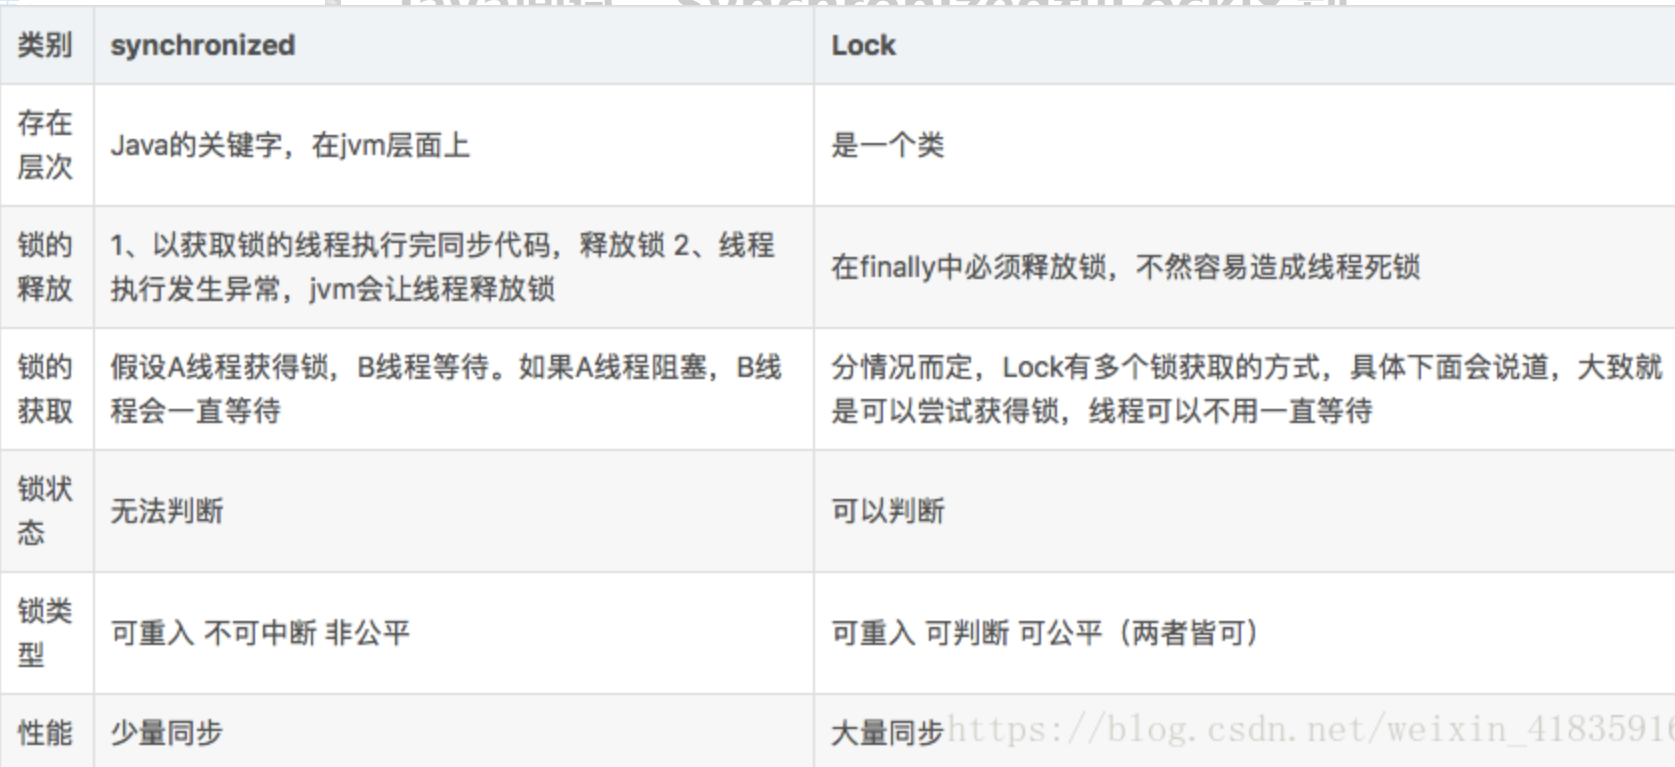 类别 synchronized Lock
存在
层次
Java的关键字，在jvm层面上
是一个类
锁的
释放
1、以获取锁的线程执行完同步代码，释放锁 2、线程
执行发生异常，jvm会让线程释放锁
在finally中必须释放锁，不然容易造成线程死锁
锁的
获取
假设A线程获得锁，B线程等待。如果A线程阻塞，B线
程会一直等待
分情况而定，Lock有多个锁获取的方式，具体下面会说道，大致就
是可以尝试获得锁，线程可以不用一直等待
锁状
态
无法判断
可以判断
锁类
型
可重入 不可中断 非公平
可重入 可判断 可公平（两者皆可）
性能 少量同步 大量同步
https://blog.csdn.net/weixin_4183591